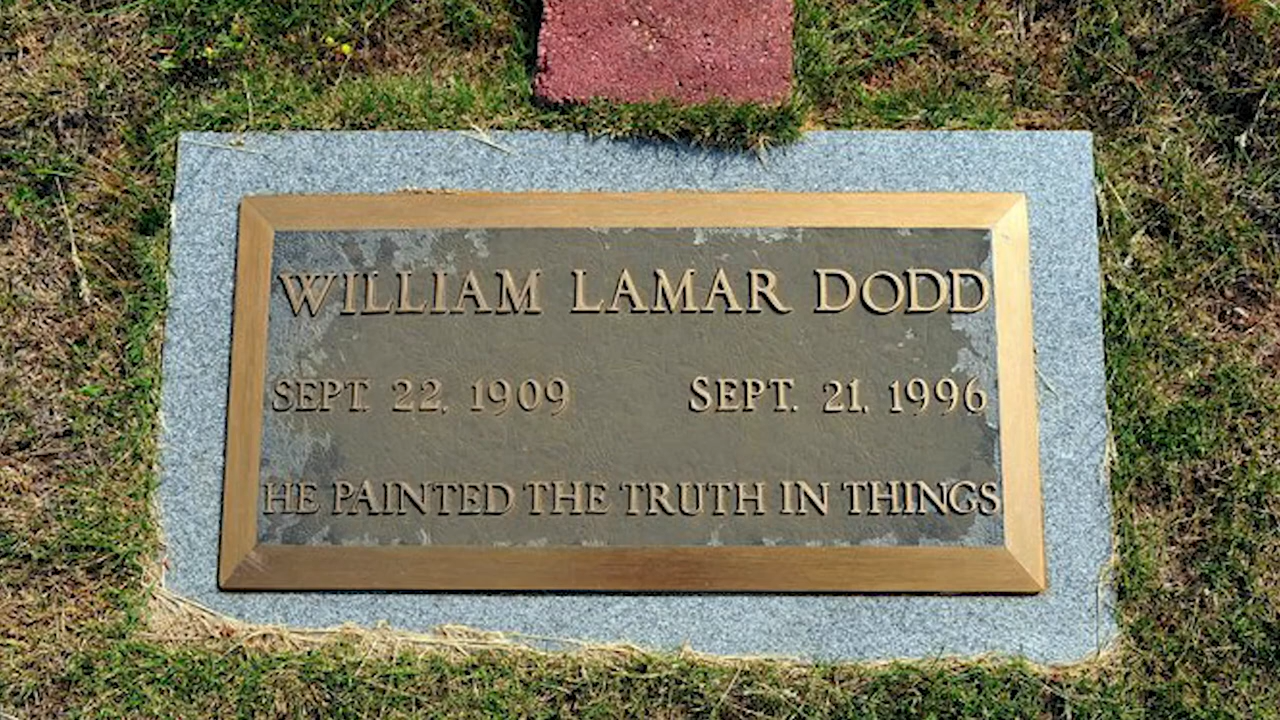 WILLIAM LAMAR DODD
SEPT. 22, 1909 SEPT. 21, 1996
HE PAINTED THE TRUTH IN THINGS